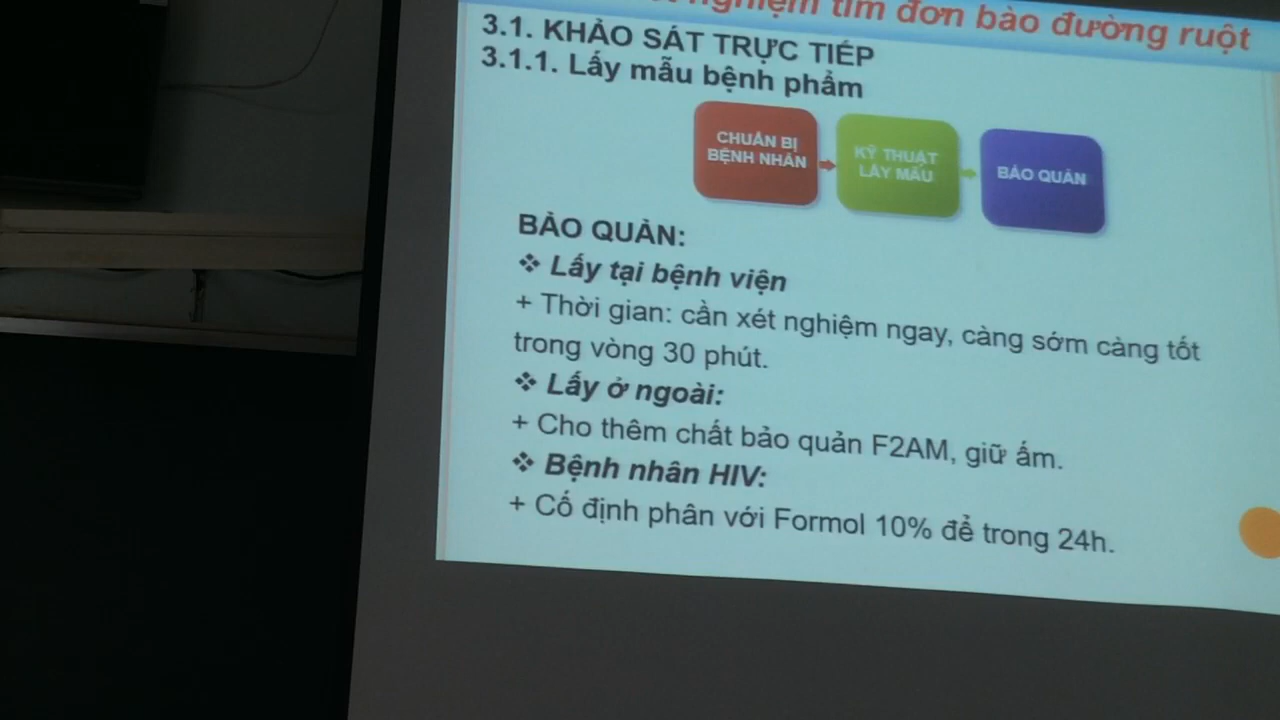 nghiệm tìm đơn bào đường ruột
3.1. KHẢO SÁT TRỰC TIẾP
3.1.1. Lấy mẫu bệnh phẩm
CHUẨN BỊ
BỆNH NHÂN
KỸ THUẬT
LẤY MẪU
BẢO QUẢN
BẢO QUẢN:
❖ Lấy tại bệnh viện
+ Thời gian: cần xét nghiệm ngay, càng sớm càng tốt
trong vòng 30 phút.
❖ Lấy ở ngoài:
+ Cho thêm chất bảo quản F2AM, giữ ấm.
❖ Bệnh nhân HIV:
+ Cố định phân với Formol 10% để trong 24h.